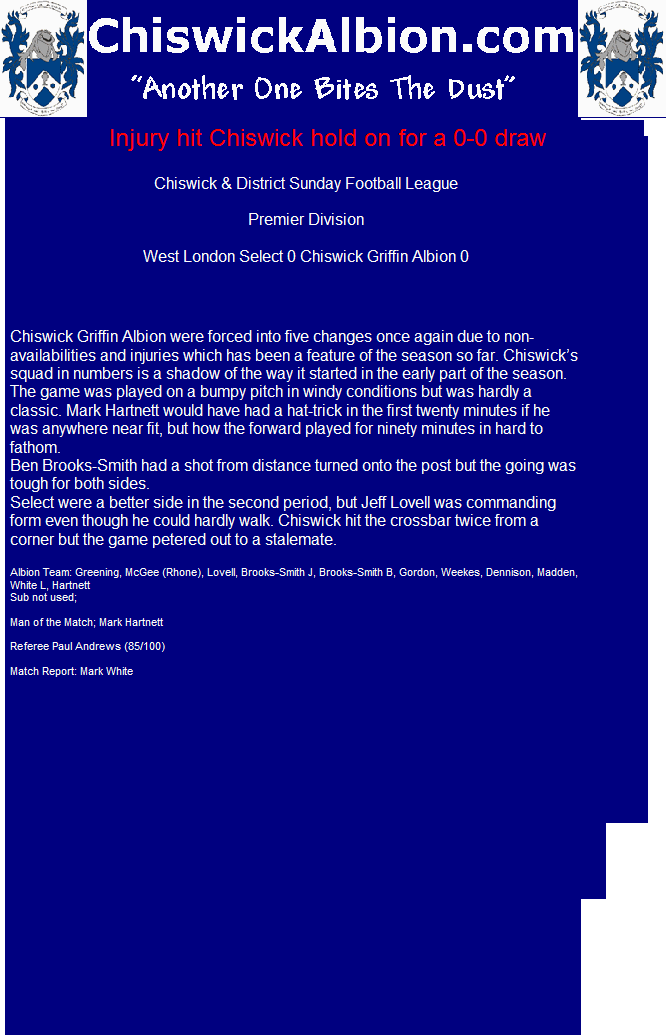 ChiswickAlbion.com
"Another One Bites The Dust"
Injury hit Chiswick hold on for a 0-0 draw
Chiswick & District Sunday Football League
Premier Division
West London Select 0 Chiswick Griffin Albion 0
Chiswick Griffin Albion were forced into five changes once again due to non-
availabilities and injuries which has been a feature of the season so far. Chiswick's
squad in numbers is a shadow of the way it started in the early part of the season.
The game was played on a bumpy pitch in windy conditions but was hardly a
classic. Mark Hartnett would have had a hat-trick in the first twenty minutes if he
was anywhere near fit, but how the forward played for ninety minutes in hard to
fathom.
Ben Brooks-Smith had a shot from distance turned onto the post but the going was
tough for both sides.
Select were a better side in the second period, but Jeff Lovell was commanding
form even though he could hardly walk. Chiswick hit the crossbar twice from a
corner but the game petered out to a stalemate.
Albion Team: Greening, McGee (Rhone), Lovell, Brooks-Smith J, Brooks-Smith B, Gordon, Weekes, Dennison, Madden,
White L, Hartnett
Sub not used;
Man of the Match; Mark Hartnett
Referee Paul Andrews (85/100)
Match Report: Mark White